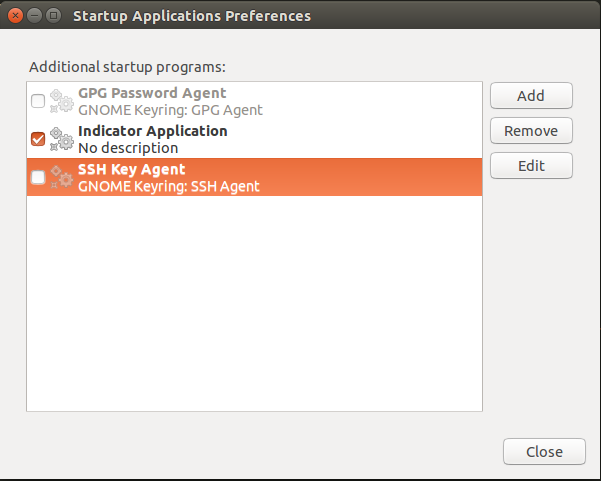 Startup Applications Preferences
Additional startup programs:
GPG Password Agent
GNOME Keyring: GPG Agent
Indicator Application
No description
SSH Key Agent
GNOME Keyring: SSH Agent
Add
Remove
Edit
Close